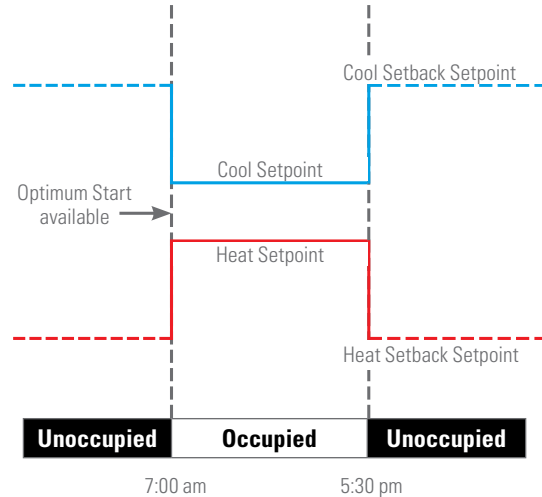 Cool Setback Setpoint
Cool Setpoint
Optimum Start
available
Heat Setpoint
Heat Setback Setpoint
Unoccupied
Occupied
Unoccupied
7:00 am
5:30 pm